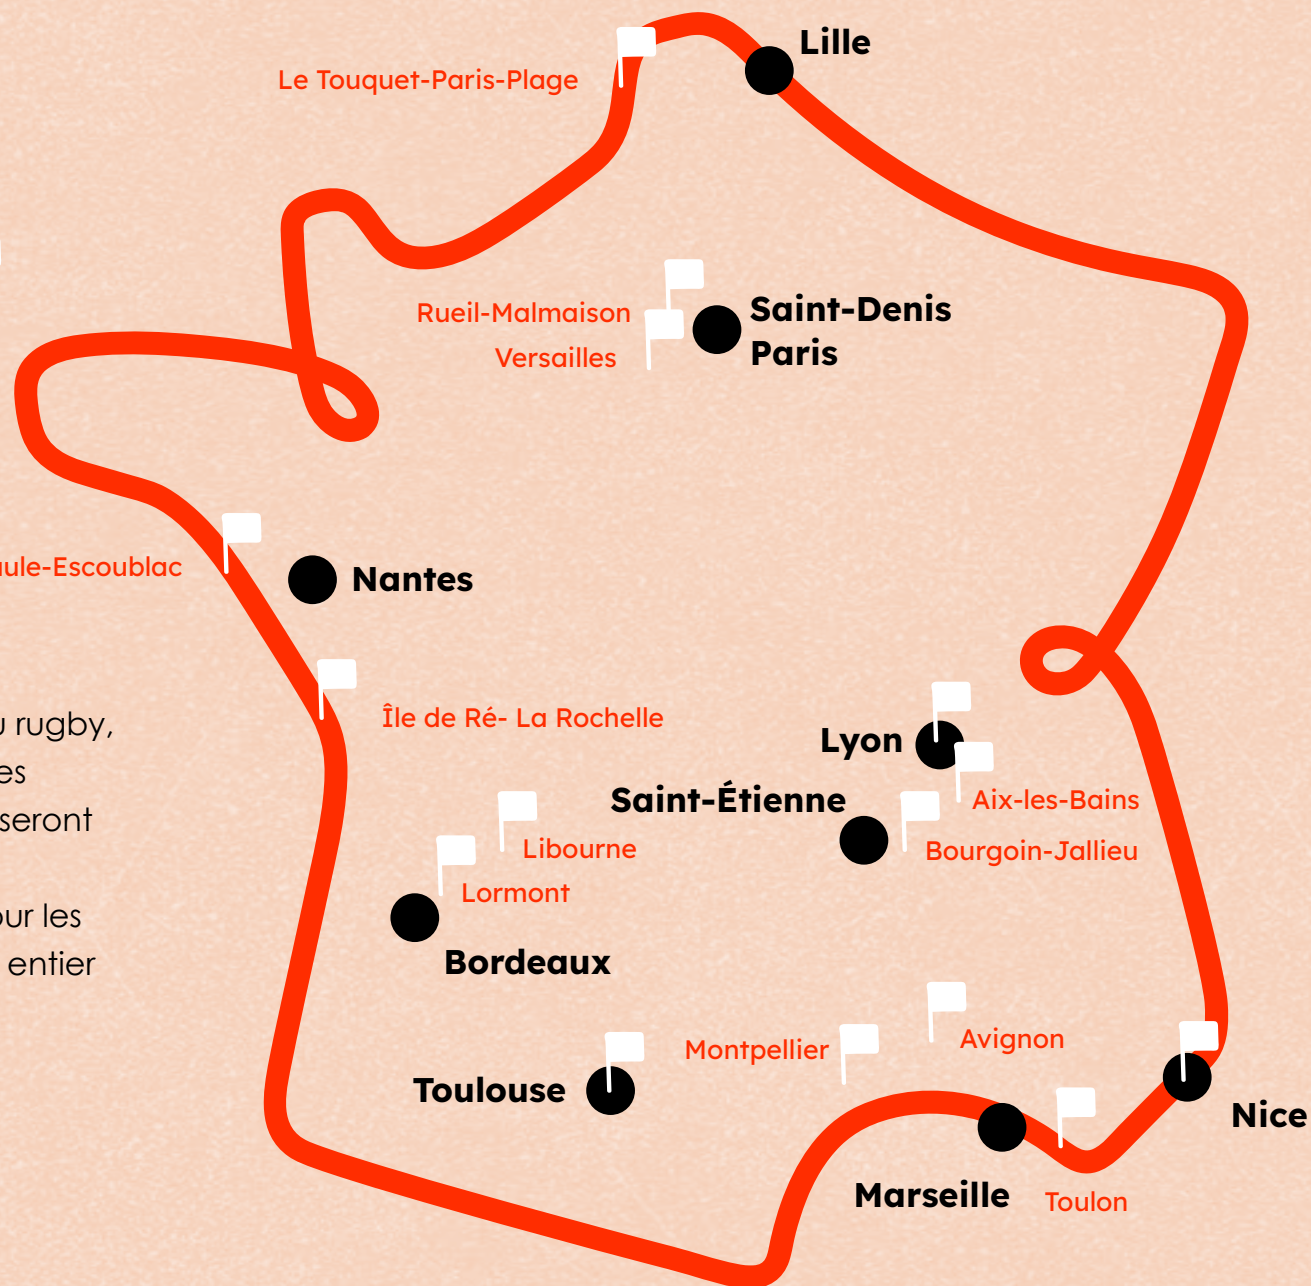 Lille
Le Touquet-Paris-Plage
Saint-Denis
Paris
Rueil-Malmaison
Versailles
ule-Escoublac
Nantes
Île de Ré- La Rochelle
rugby,
es
seront
ur les
entier
Lyon
Saint-Étienne
Aix-les-Bains
Bourgoin-Jallieu
Libourne
Lormont
Bordeaux
Montpellier
Avignon
Toulouse
Nice
Marseille
Toulon